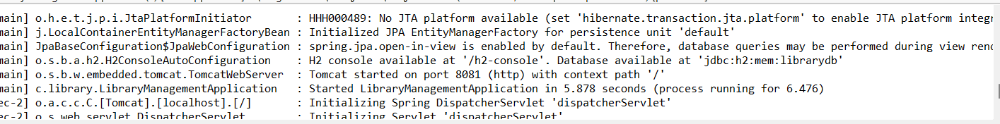 main] o.h.e.t.j.p.i.JtaPlatformInitiator : HHH000489: No JTA platform available (set 'hibernate.transaction.jta.platform' to enable JTA platform integr
main] j.LocalContainerEntityManagerFactoryBean : Initialized JPA EntityManagerFactory for persistence unit 'default'
main] JpaBaseConfiguration$JpaWebConfiguration : spring.jpa.open-in-view is enabled by default. Therefore, database queries may be performed during view rend
main] o.s.b.a.h2.H2ConsoleAutoConfiguration : H2 console available at '/h2-console'. Database available at 'jdbc:h2:mem:librarydb'
main] o.s.b.w.embedded.tomcat.TomcatWebServer : Tomcat started on port 8081 (http) with context path '/'
main] c.library.LibraryManagementApplication : Started LibraryManagementApplication in 5.878 seconds (process running for 6.476)
ec-2] o.a.c.c.C.[Tomcat].[localhost].[/] : Initializing Spring DispatcherServlet 'dispatcherServlet'
ec-2] o.s.web.servlet.DispatcherServlet : Initializing Servlet 'dispatcherServlet'